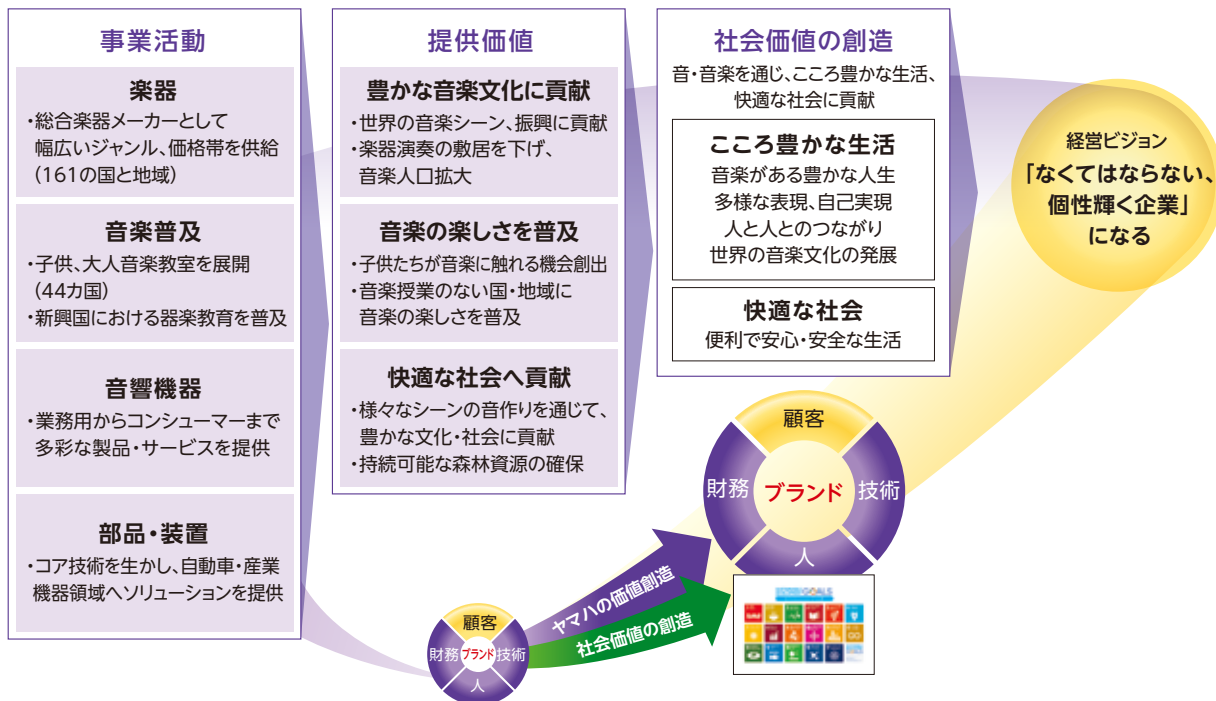 事業活動
楽器
・総合楽器メーカーとして
幅広いジャンル、価格帯を供給
(161の国と地域)
音楽普及
・子供、大人音楽教室を展開
(44カ国)
・新興国における器楽教育を普及
音響機器
・業務用からコンシューマーまで
多彩な製品・サービスを提供
部品・装置
・コア技術を生かし、自動車・産業
機器領域へソリューションを提供
提供価値
豊かな音楽文化に貢献
・世界の音楽シーン、振興に貢献
・楽器演奏の敷居を下げ、
音楽人口拡大
音楽の楽しさを普及
・子供たちが音楽に触れる機会創出
・音楽授業のない国・地域に
音楽の楽しさを普及
快適な社会へ貢献
・様々なシーンの音作りを通じて、
豊かな文化・社会に貢献
・持続可能な森林資源の確保
社会価値の創造
音・音楽を通じ、こころ豊かな生活、
快適な社会に貢献
こころ豊かな生活
音楽がある豊かな人生
多様な表現、自己実現
人と人とのつながり
世界の音楽文化の発展
快適な社会
便利で安心・安全な生活
経営ビジョン
「なくてはならない、
個性輝く企業」
になる
顧客
財務 ブランド 技術
人
ヤマハの価値創造
社会価値の創造
顧客
財務 ブランド 技術
人
GOALS